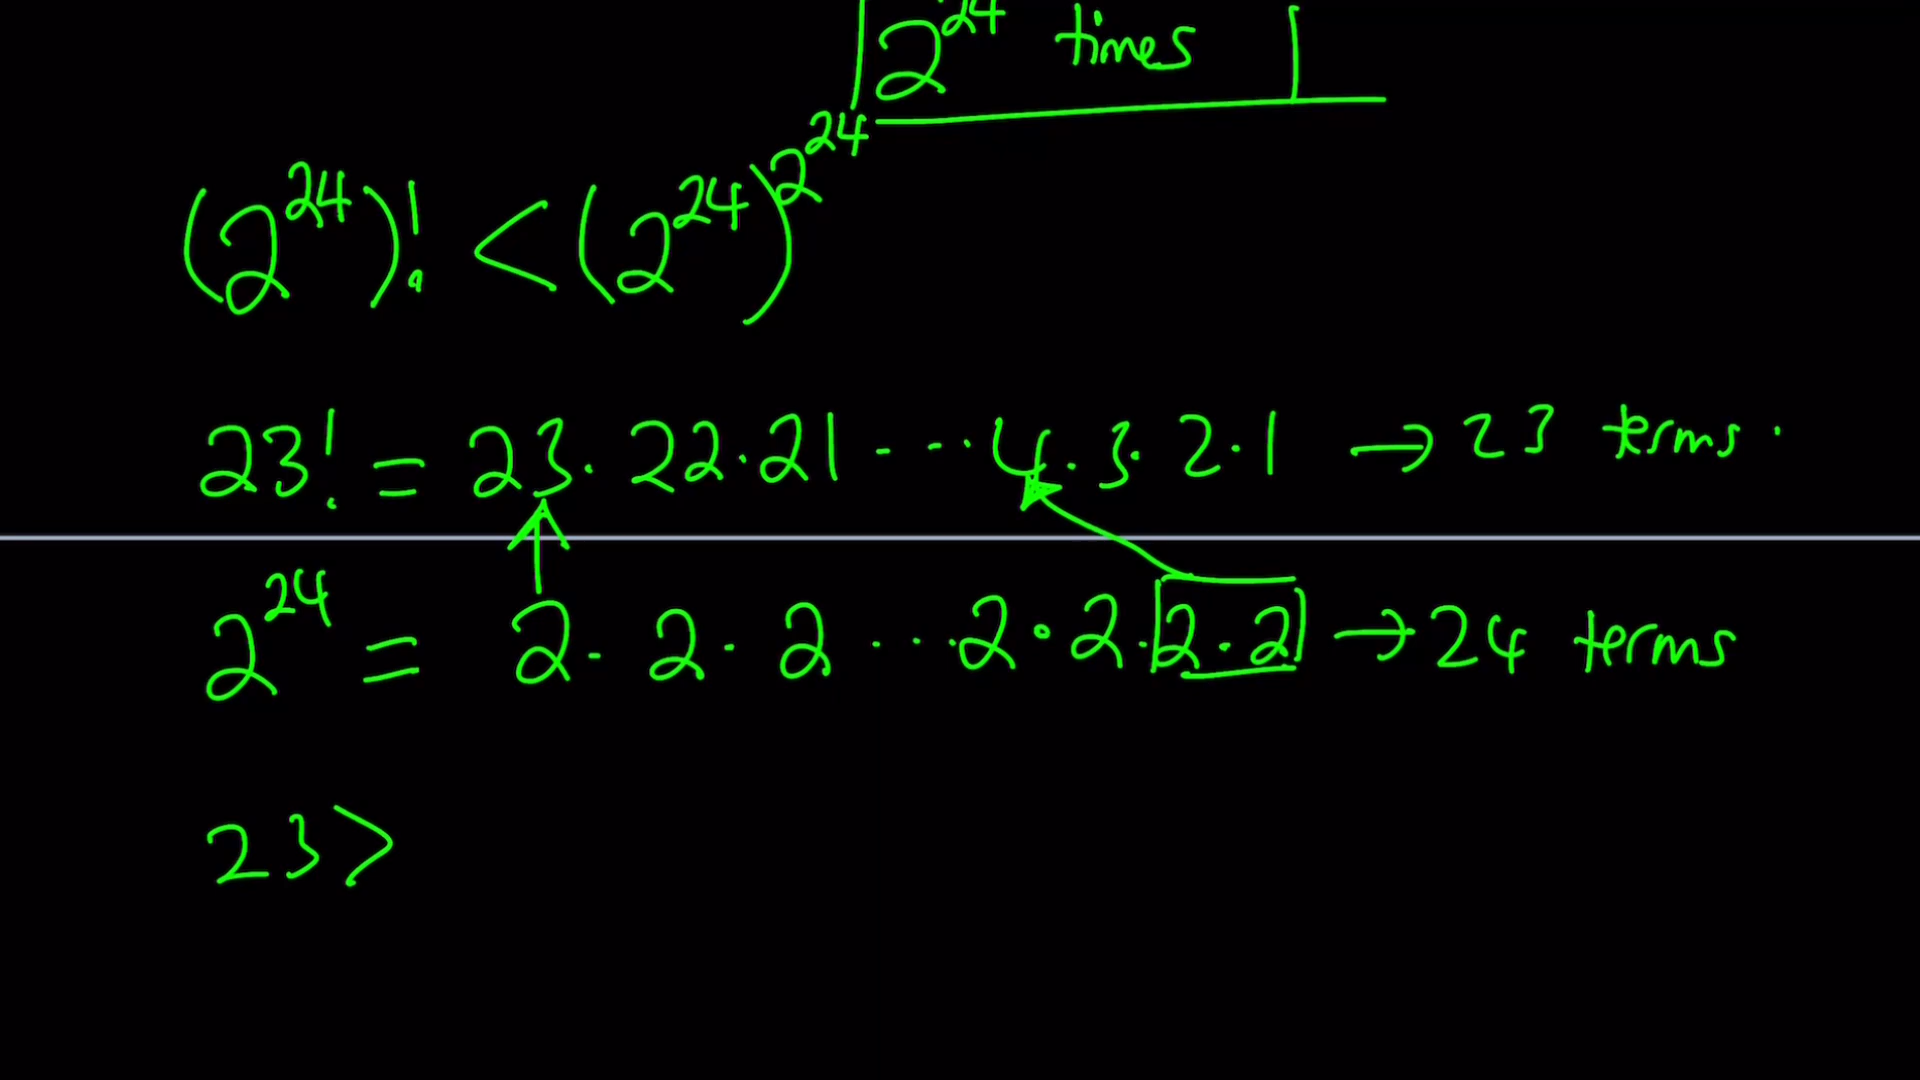 2^24 times
(2^24)! < (2^24)^2^24
23! = 23 · 22 · 21 - - · · 4 · 3 · 2 · 1 → 23 terms ·
2^24 = 2 · 2 · 2 · · · 2 · 2 · 2 · 2 → 24 terms
23 >